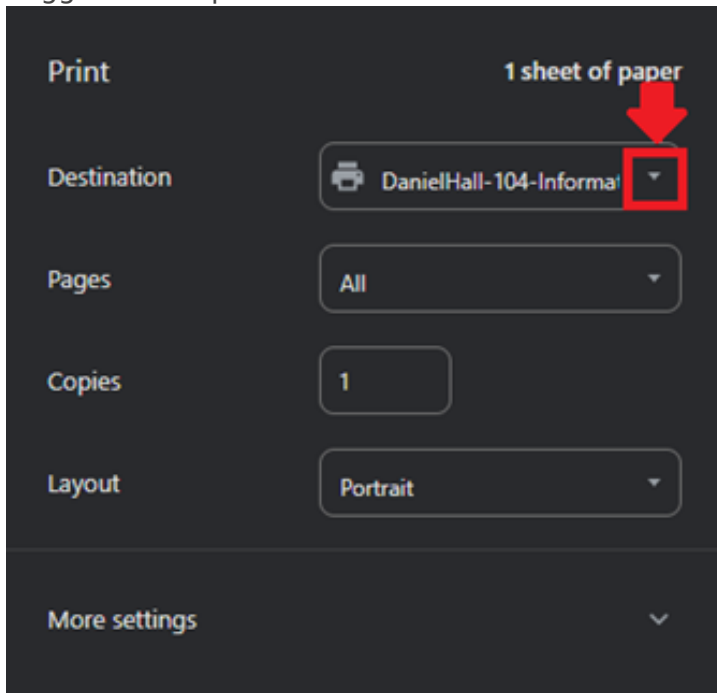 Print 1 sheet of paper
Destination DanielHall-104-Informat
Pages All
Copies 1
Layout Portrait
More settings